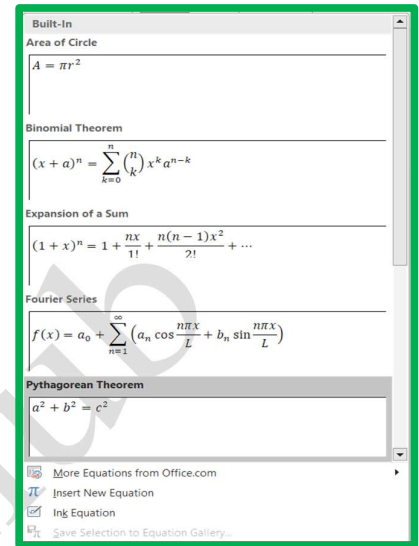 Built-In
Area of Circle
A = πr²
Binomial Theorem
(x + a)ⁿ = ∑_{k=0}^{n} (n k) xᵏaⁿ⁻ᵏ
Expansion of a Sum
(1 + x)ⁿ = 1 + nx/1! + n(n − 1)x²/2! + ⋯
Fourier Series
f(x) = a₀ + ∑_{n=1}^{∞} (aₙ cos nπx/L + bₙ sin nπx/L)
Pythagorean Theorem
a² + b² = c²
More Equations from Office.com
π Insert New Equation
Ink Equation
Save Selection to Equation Gallery...